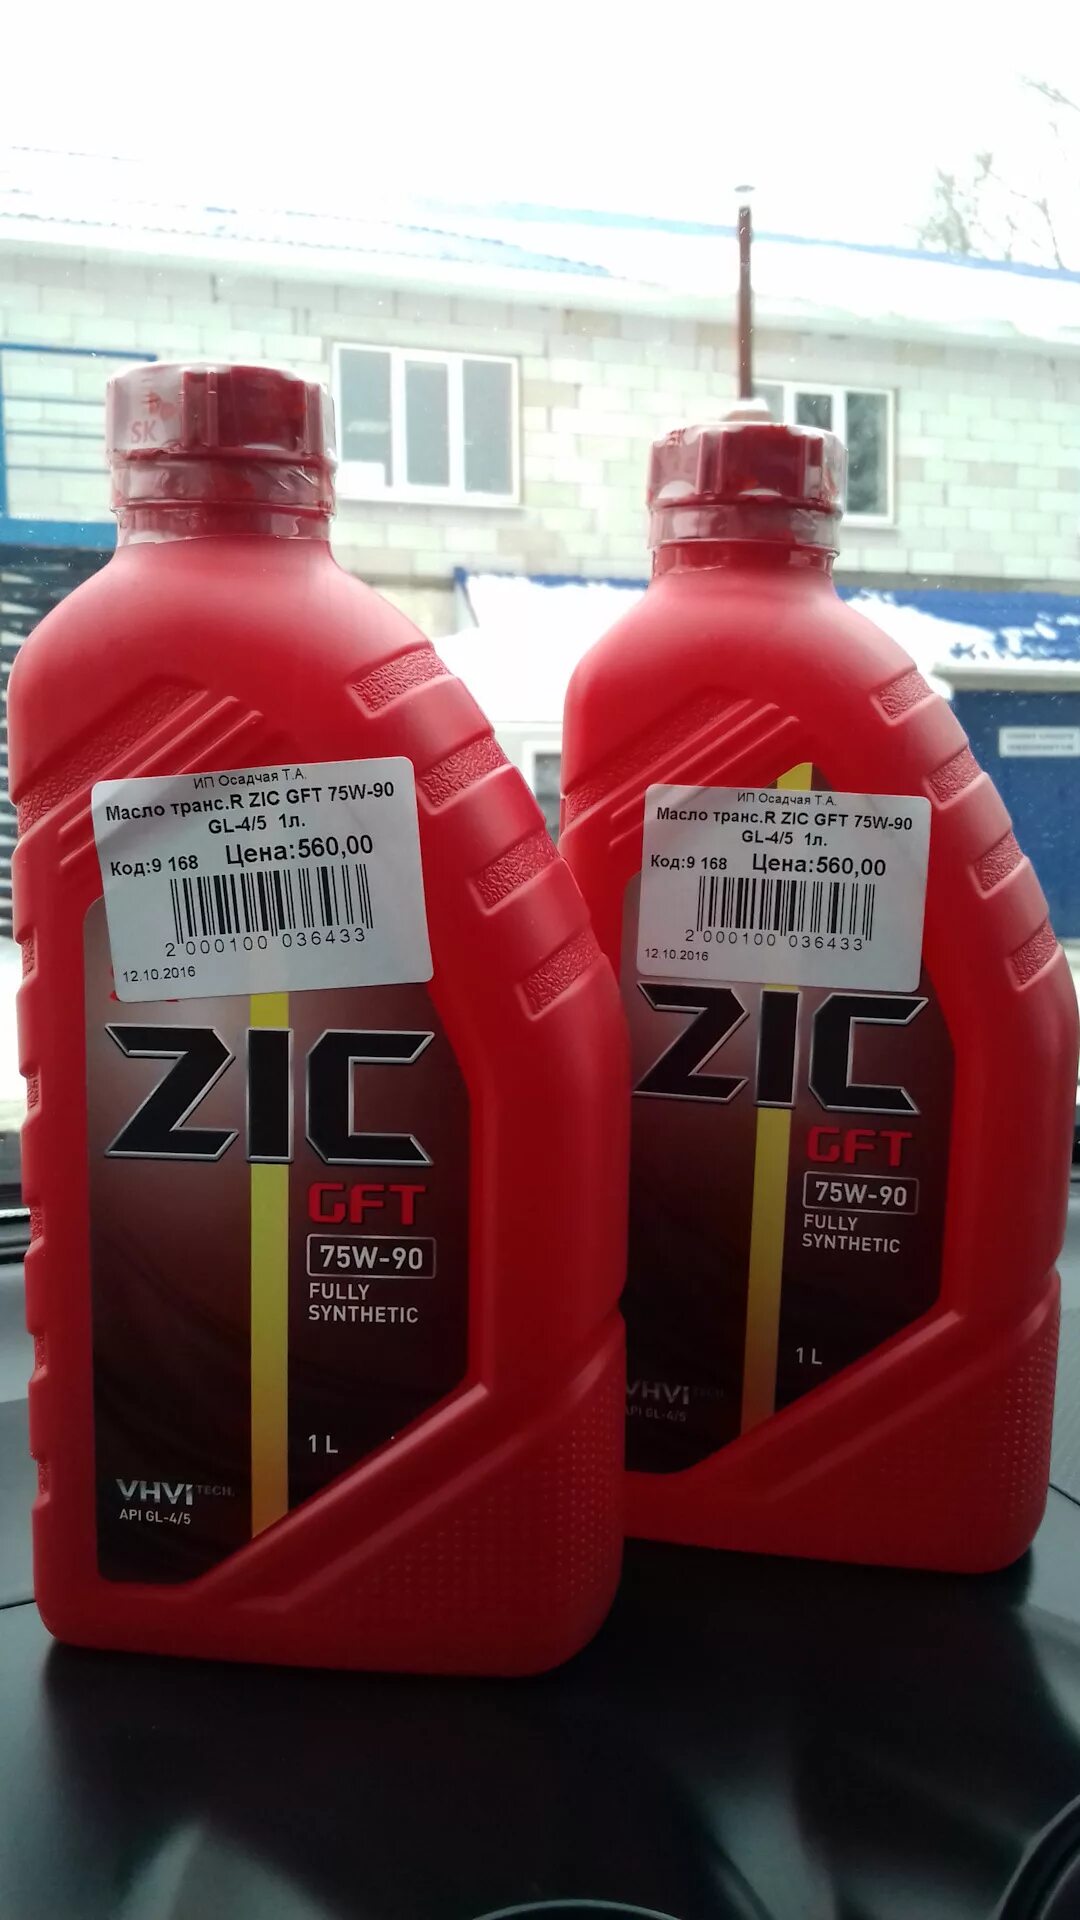 SK
ИП Осадчая Т.А.
Масло транс.R ZIC GFT 75W-90
GL-4/5 1л.
Код:9 168 Цена:560,00
2 000100 036433
12.10.2016
ZIC
GFT
75W-90
FULLY
SYNTHETIC
1 L
VHVI TECH.
API GL-4/5
SK
ИП Осадчая Т.А.
Масло транс.R ZIC GFT 75W-90
GL-4/5 1л.
Код:9 168 Цена:560,00
2 000100 036433
12.10.2016
ZIC
GFT
75W-90
FULLY
SYNTHETIC
1 L
VHVI TECH.
API GL-4/5